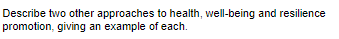 Describe two other approaches to health, well-being and resilience
promotion, giving an example of each.